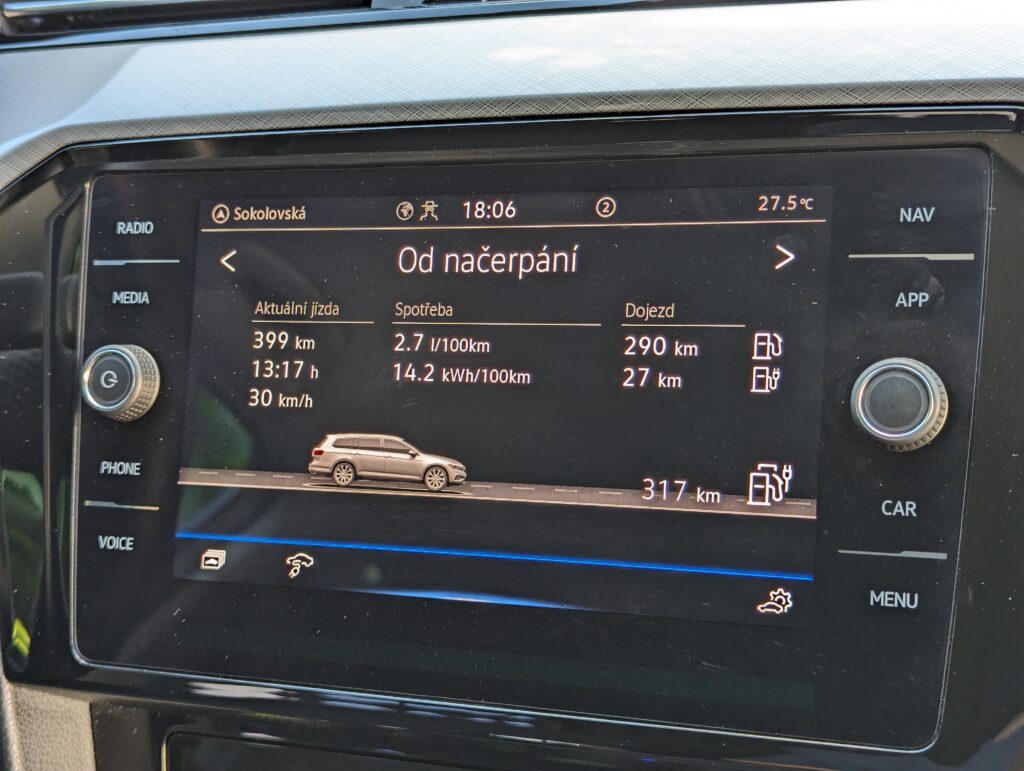 RADIO
MEDIA
PHONE
VOICE
Sokolovská 18:06 2 27.5°C
< Od načerpání >
Aktuální jízda Spotřeba Dojezd
399 km 2.7 l/100km 290 km
13:17 h 14.2 kWh/100km 27 km
30 km/h
317 km
NAV
APP
CAR
MENU